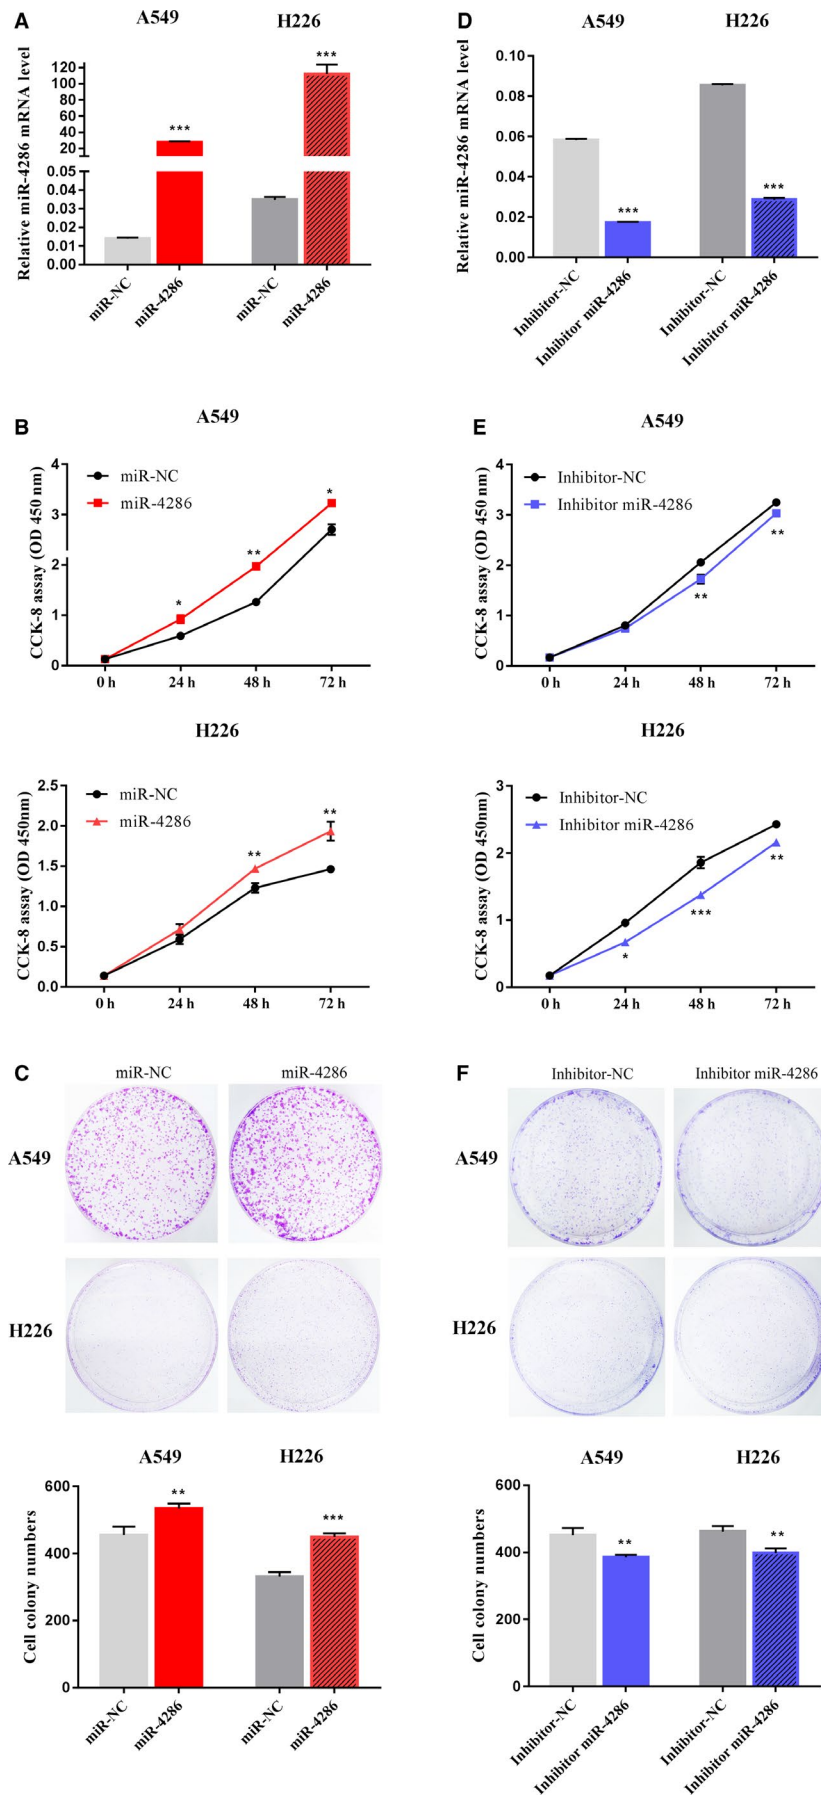 A
A549
H226
Relative miR-4286 mRNA level
120
100
80
60
40
20
0.05
0.04
0.03
0.02
0.01
0.00
***
***
miR-NC
miR-4286
miR-NC
miR-4286
D
A549
H226
Relative miR-4286 mRNA level
0.10
0.08
0.06
0.04
0.02
0.00
***
***
Inhibitor-NC
Inhibitor miR-4286
Inhibitor-NC
Inhibitor miR-4286
B
A549
CCK-8 assay (OD 450 nm)
4
3
2
1
0
miR-NC
miR-4286
*
**
*
0 h
24 h
48 h
72 h
H226
CCK-8 assay (OD 450nm)
2.5
2.0
1.5
1.0
0.5
0.0
miR-NC
miR-4286
**
**
0 h
24 h
48 h
72 h
E
A549
CCK-8 assay (OD 450 nm)
4
3
2
1
0
Inhibitor-NC
Inhibitor miR-4286
**
**
0 h
24 h
48 h
72 h
H226
CCK-8 assay (OD 450nm)
3
2
1
0
Inhibitor-NC
Inhibitor miR-4286
*
***
**
0 h
24 h
48 h
72 h
C
miR-NC
miR-4286
A549
H226
A549
H226
Cell colony numbers
600
400
200
0
**
***
miR-NC
miR-4286
miR-NC
miR-4286
F
Inhibitor-NC
Inhibitor miR-4286
A549
H226
A549
H226
Cell colony numbers
600
400
200
0
**
**
Inhibitor-NC
Inhibitor miR-4286
Inhibitor-NC
Inhibitor miR-4286